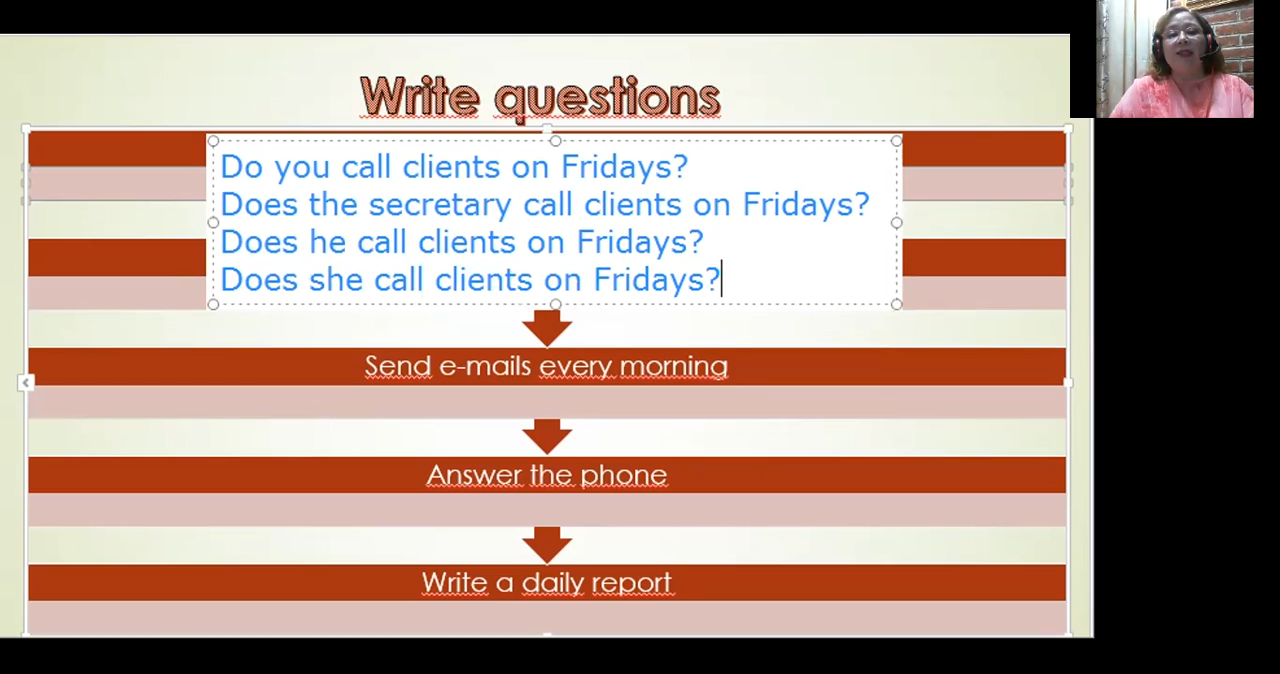 Write questions
Do you call clients on Fridays?
Does the secretary call clients on Fridays?
Does he call clients on Fridays?
Does she call clients on Fridays?
Send e-mails every morning
Answer the phone
Write a daily report